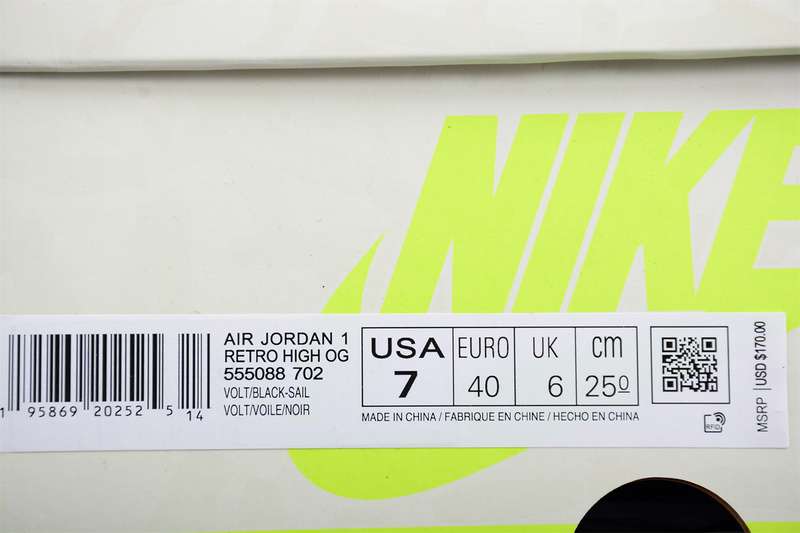 NIKE
AIR JORDAN 1
RETRO HIGH OG
555088 702
VOLT/BLACK-SAIL
VOLT/VOILE/NOIR
1 95869 20252 5 14
USA EURO UK cm
7 40 6 25º
MADE IN CHINA / FABRIQUE EN CHINE / HECHO EN CHINA
RFID
MSRP USD $170.00